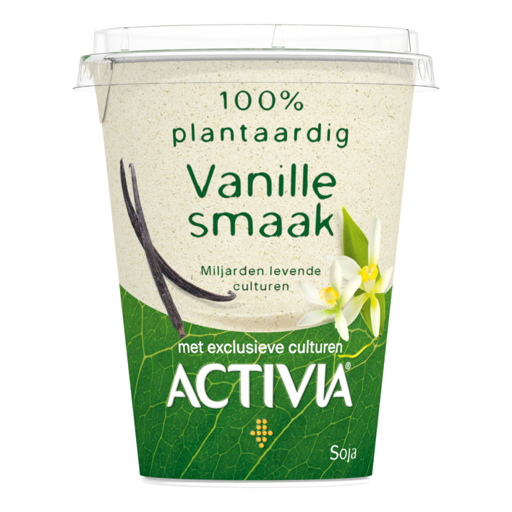 100%
plantaardig
Vanille
smaak
Miljarden levende
culturen
met exclusieve culturen
ACTIVIA®
Soja